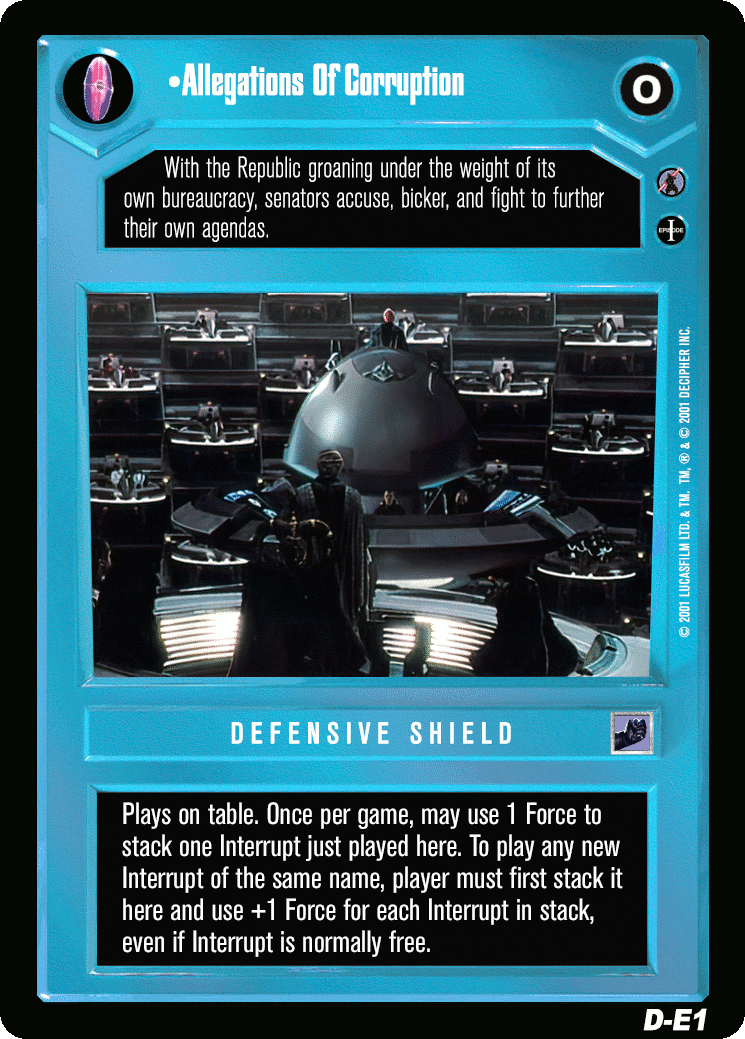 •Allegations Of Corruption
0
With the Republic groaning under the weight of its
own bureaucracy, senators accuse, bicker, and fight to further
their own agendas.
EPISODE
I
© 2001 LUCASFILM LTD. & TM. TM, ® & © 2001 DECIPHER INC.
DEFENSIVE SHIELD
Plays on table. Once per game, may use 1 Force to
stack one Interrupt just played here. To play any new
Interrupt of the same name, player must first stack it
here and use +1 Force for each Interrupt in stack,
even if Interrupt is normally free.
D-E1